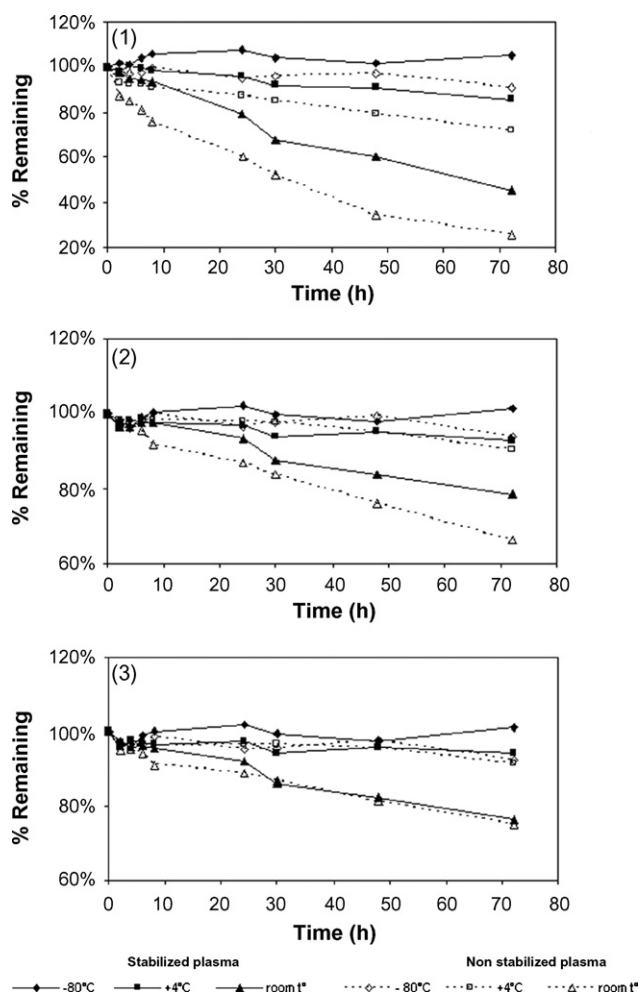 120%
(1)
100%
80%
60%
40%
20%
% Remaining
0 10 20 30 40 50 60 70 80
Time (h)
120%
(2)
100%
80%
60%
% Remaining
0 10 20 30 40 50 60 70 80
Time (h)
120%
(3)
100%
80%
60%
% Remaining
0 10 20 30 40 50 60 70 80
Time (h)
Stabilized plasma Non stabilized plasma
-80°C +4°C room t° - 80°C +4°C room t°